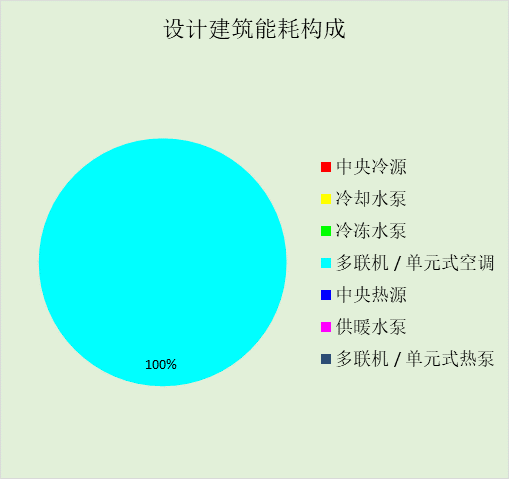 设计建筑能耗构成
中央冷源
冷却水泵
冷冻水泵
多联机 / 单元式空调
中央热源
供暖水泵
多联机 / 单元式热泵
100%